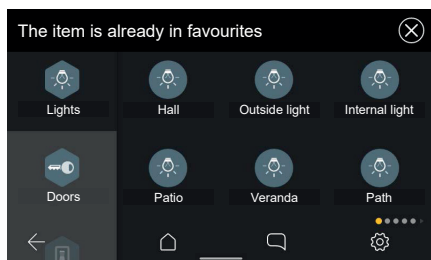 The item is already in favourites
Lights
Hall
Outside light
Internal light
Doors
Patio
Veranda
Path